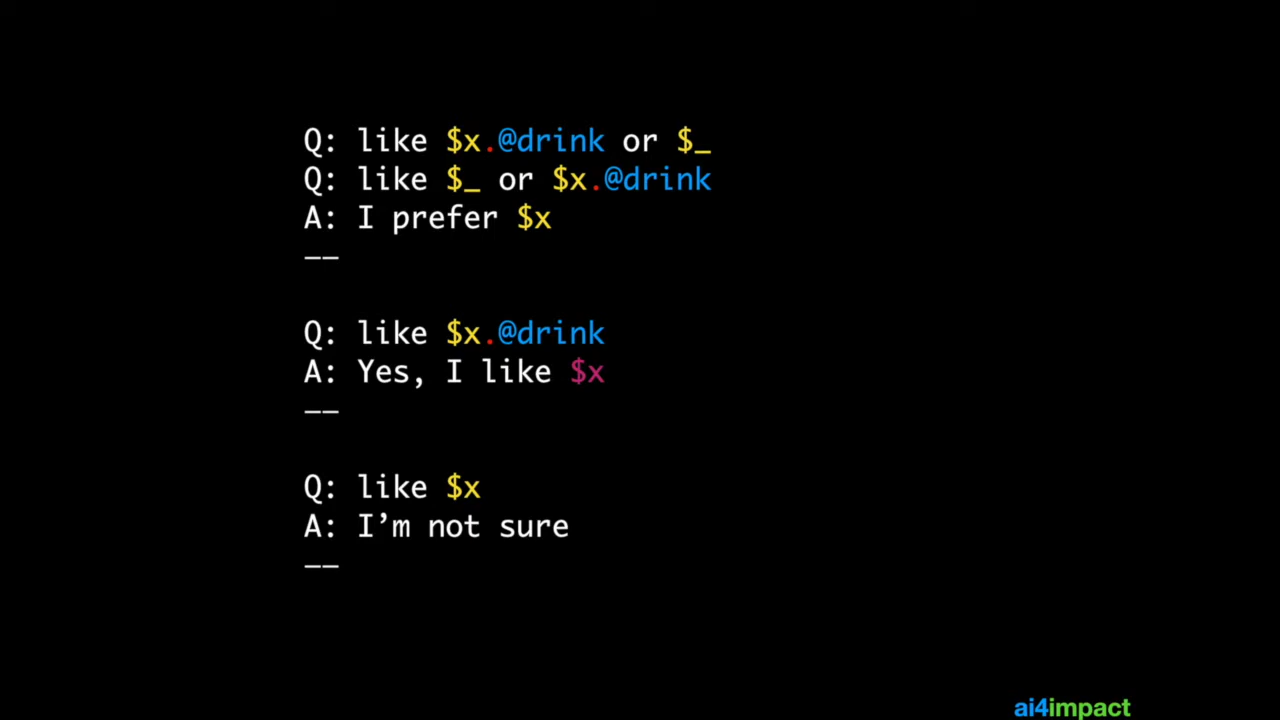 Q: like $x.@drink or $_
Q: like $_ or $x.@drink
A: I prefer $x
——
Q: like $x.@drink
A: Yes, I like $x
——
Q: like $x
A: I’m not sure
——
ai4impact